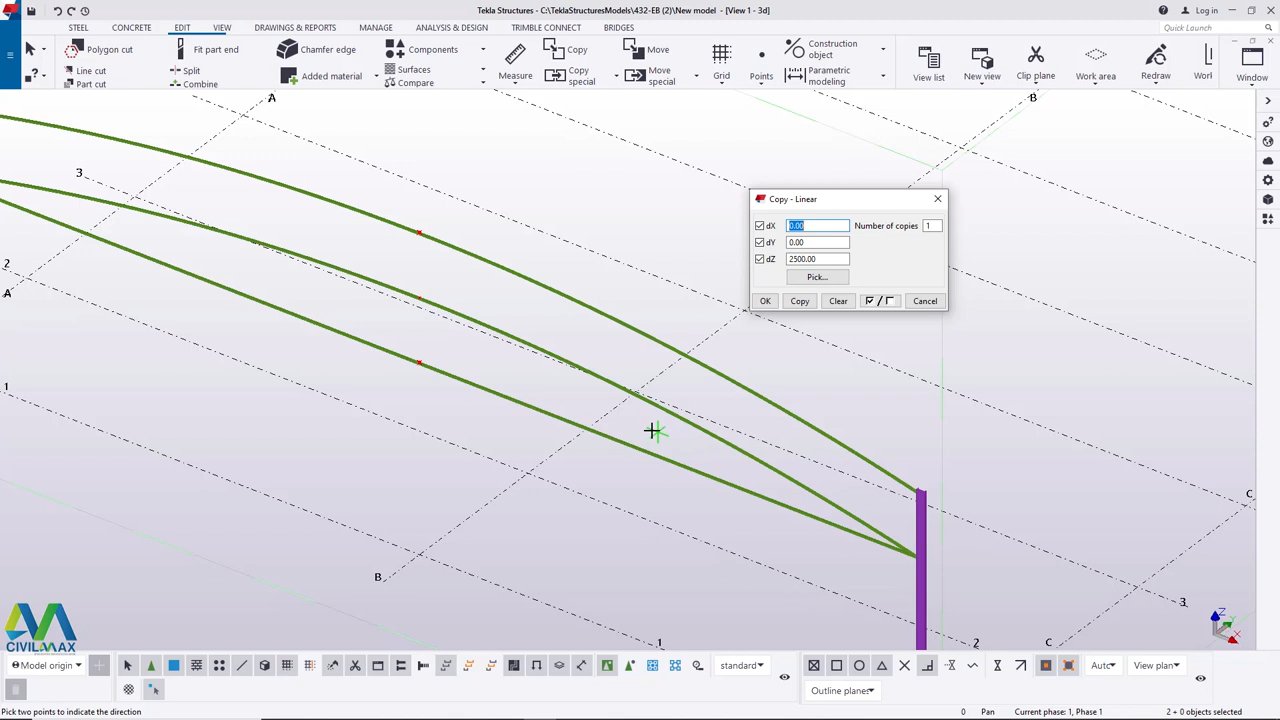 Tekla Structures - C:\TeklaStructuresModels\432-EB (2)\New model - [View 1 - 3d]
Log in
STEEL CONCRETE EDIT VIEW DRAWINGS & REPORTS MANAGE ANALYSIS & DESIGN TRIMBLE CONNECT BRIDGES
Quick Launch
Polygon cut
Line cut
Part cut
Fit part end
Split
Combine
Chamfer edge
Added material
Surfaces
Compare
Measure
Copy
Copy special
Move
Move special
Grid
Points
Construction object
Parametric modeling
View list
New view
Clip plane
Work area
Redraw
Window
A
B
3
2
A
1
B
1
2
C
3
C
Copy - Linear
dX 0.00 Number of copies 1
dY 0.00
dZ 2500.00
Pick...
OK Copy Clear / Cancel
Z
CIVILMAX
Model origin
standard
Auto
View plan
Outline planes
Pick two points to indicate the direction
0 Pan Current phase: 1, Phase 1 2 + 0 objects selected